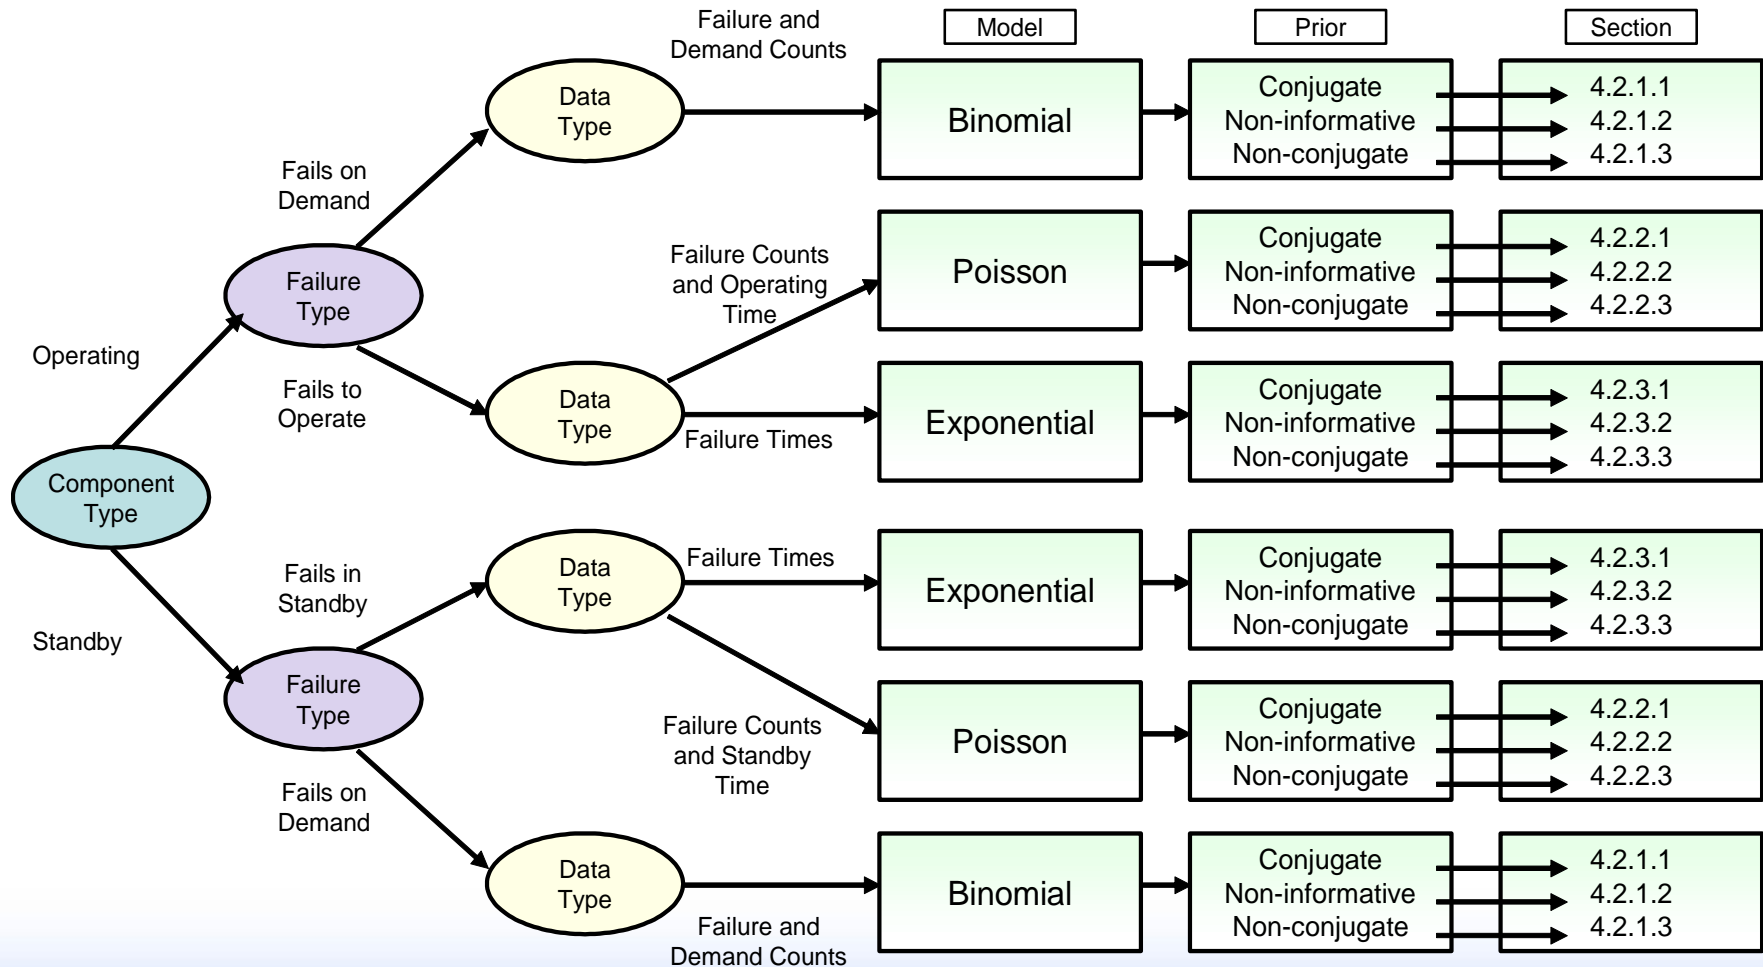 Failure and
Demand Counts
Model
Prior
Section
Data
Type
Binomial
Conjugate
Non-informative
Non-conjugate
4.2.1.1
4.2.1.2
4.2.1.3
Fails on
Demand
Failure
Type
Failure Counts
and Operating
Time
Poisson
Conjugate
Non-informative
Non-conjugate
4.2.2.1
4.2.2.2
4.2.2.3
Operating
Fails to
Operate
Data
Type
Failure Times
Exponential
Conjugate
Non-informative
Non-conjugate
4.2.3.1
4.2.3.2
4.2.3.3
Component
Type
Standby
Fails in
Standby
Data
Type
Failure Times
Exponential
Conjugate
Non-informative
Non-conjugate
4.2.3.1
4.2.3.2
4.2.3.3
Failure
Type
Failure Counts
and Standby
Time
Poisson
Conjugate
Non-informative
Non-conjugate
4.2.2.1
4.2.2.2
4.2.2.3
Fails on
Demand
Data
Type
Failure and
Demand Counts
Binomial
Conjugate
Non-informative
Non-conjugate
4.2.1.1
4.2.1.2
4.2.1.3